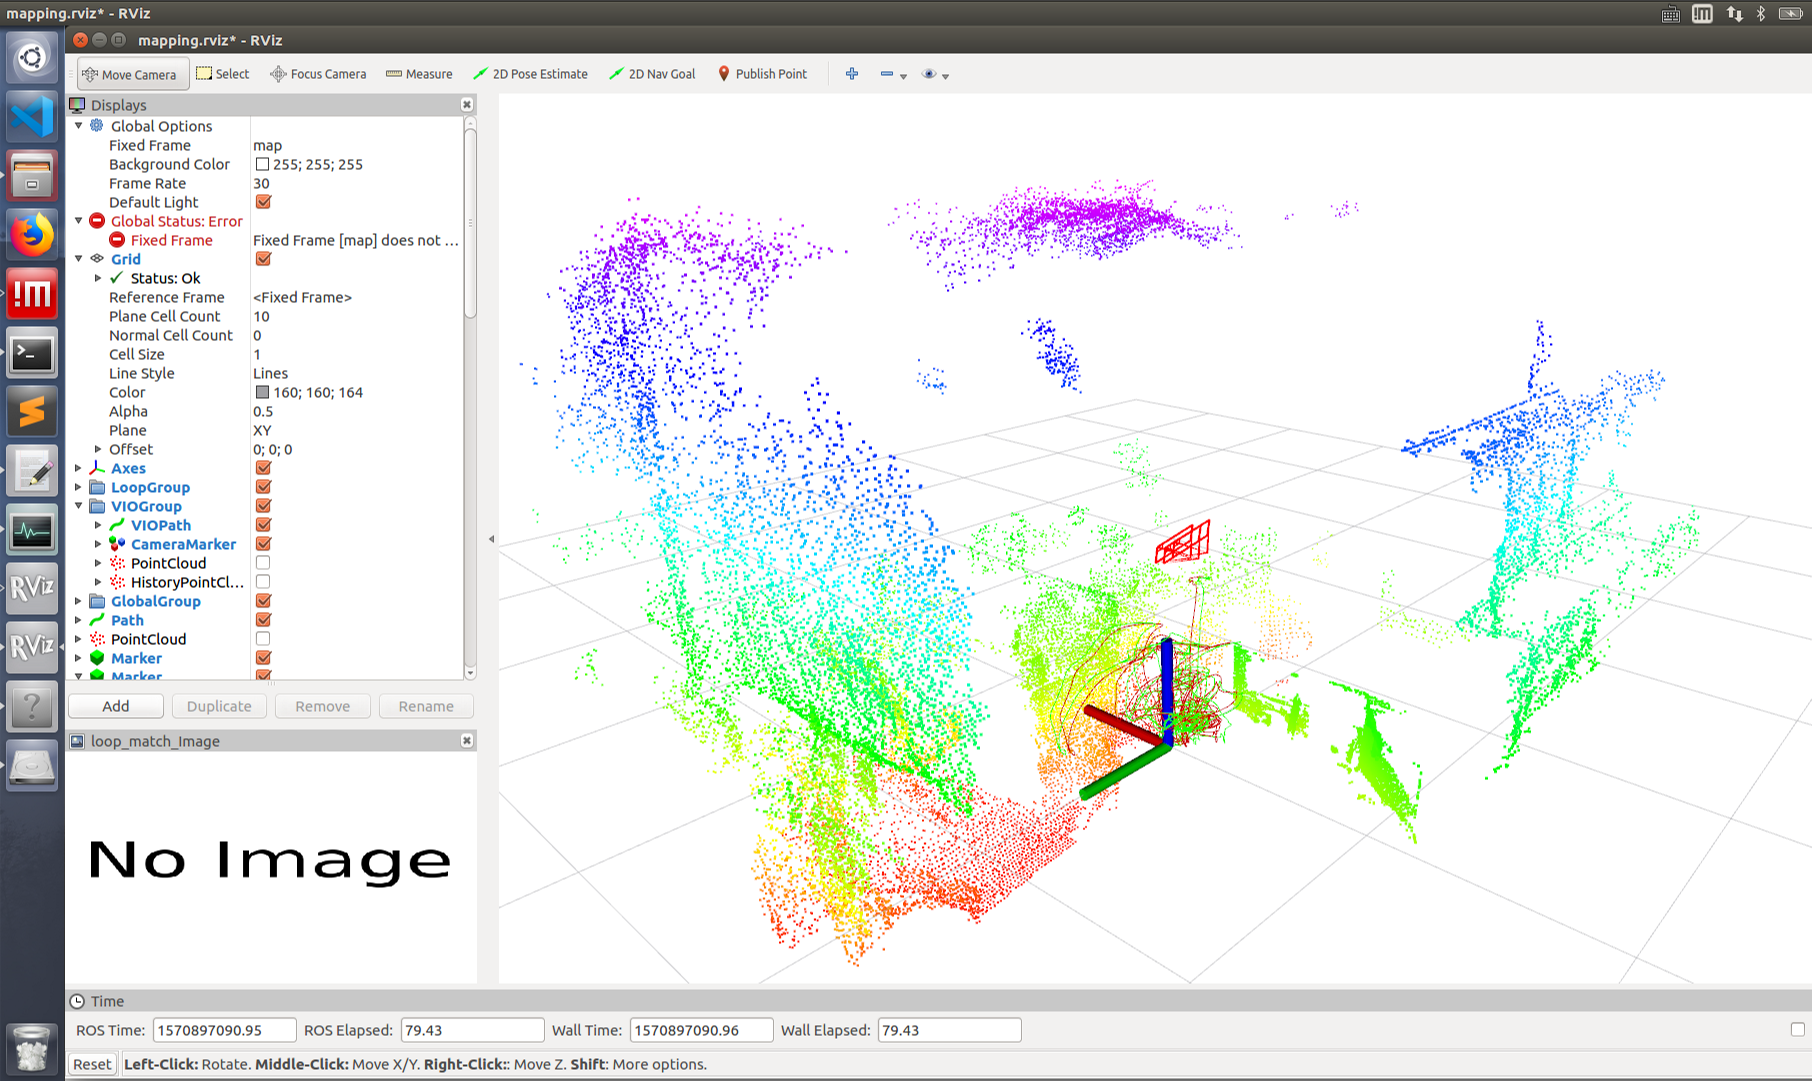 mapping.rviz* - RViz
mapping.rviz* - RViz
Move Camera Select Focus Camera Measure 2D Pose Estimate 2D Nav Goal Publish Point
Displays
Global Options
Fixed Frame map
Background Color 255; 255; 255
Frame Rate 30
Default Light
Global Status: Error
Fixed Frame Fixed Frame [map] does not ...
Grid
Status: Ok
Reference Frame <Fixed Frame>
Plane Cell Count 10
Normal Cell Count 0
Cell Size 1
Line Style Lines
Color 160; 160; 164
Alpha 0.5
Plane XY
Offset 0; 0; 0
Axes
LoopGroup
VIOGroup
VIOPath
CameraMarker
PointCloud
HistoryPointCl...
GlobalGroup
Path
PointCloud
Marker
Marker
Add Duplicate Remove Rename
loop_match_Image
No Image
RViz
RViz
Time
ROS Time: 1570897090.95 ROS Elapsed: 79.43 Wall Time: 1570897090.96 Wall Elapsed: 79.43
Reset Left-Click: Rotate. Middle-Click: Move X/Y. Right-Click:: Move Z. Shift: More options.